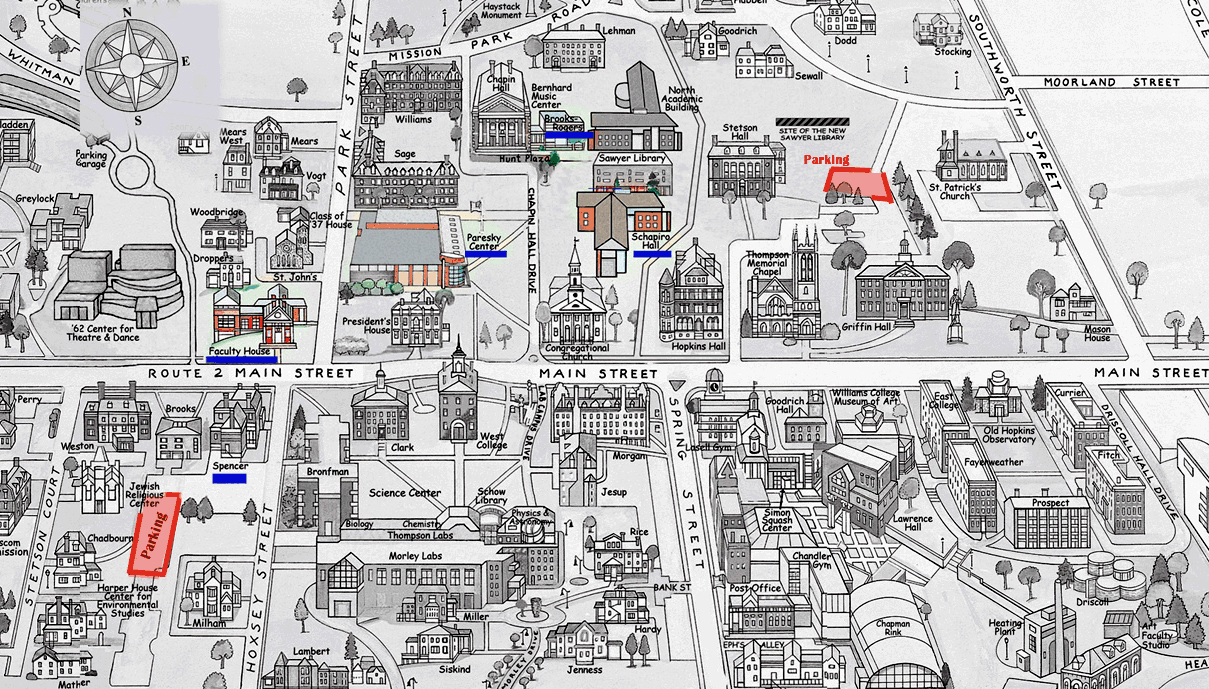 Haystack
Monument
ROAD
MISSION
PARK
PARK STREET
Lehman
Goodrich
Sewall
Dodd
Stocking
SOUTHWORTH STREET
MOORLAND STREET
COLE
WHITMAN
N
E
S
Parking
Garage
Mears
West
Mears
Vogt
Williams
Sage
Chapin
Hall
Bernhard
Music
Center
Brooks-
Rogers
Hunt Plaza
North
Academic
Building
Sawyer Library
Stetson
Hall
SITE OF THE NEW
SAWYER LIBRARY
Parking
St. Patrick's
Church
Greylock
Woodbridge
Class of
'37 House
Droppers
St. John's
Paresky
Center
CHAPIN HALL DRIVE
Schapiro
Hall
Thompson
Memorial
Chapel
Griffin Hall
Mason
House
'62 Center for
Theatre & Dance
Faculty House
President's
House
Congregational
Church
Hopkins Hall
ROUTE 2 MAIN STREET
MAIN STREET
MAIN STREET
Perry
Brooks
Weston
Spencer
Clark
West
College
LAB CAMPUS DRIVE
Morgan
SPRING STREET
Lasell Gym
Goodrich
Hall
Williams College
Museum of Art
East
College
Old Hopkins
Observatory
Currier
DRISCOLL HALL DRIVE
Fayerweather
Fitch
Jewish
Religious
Center
Parking
STETSON COURT
Chadbourn
Harper House
Center for
Environmental
Studies
Milham
HOXSEY STREET
Mather
Bronfman
Science Center
Schow
Library
Jesup
Biology
Chemistry
Physics &
Astronomy
Thompson Labs
Morley Labs
Rice
BANK ST
Miller
Hardy
Siskind
Jenness
MORLEY DRIVE
Lambert
Simon
Squash
Center
Lawrence
Hall
Prospect
Chandler
Gym
Post Office
Chapman
Rink
Heating
Plant
Driscoll
Art
Faculty
Studio